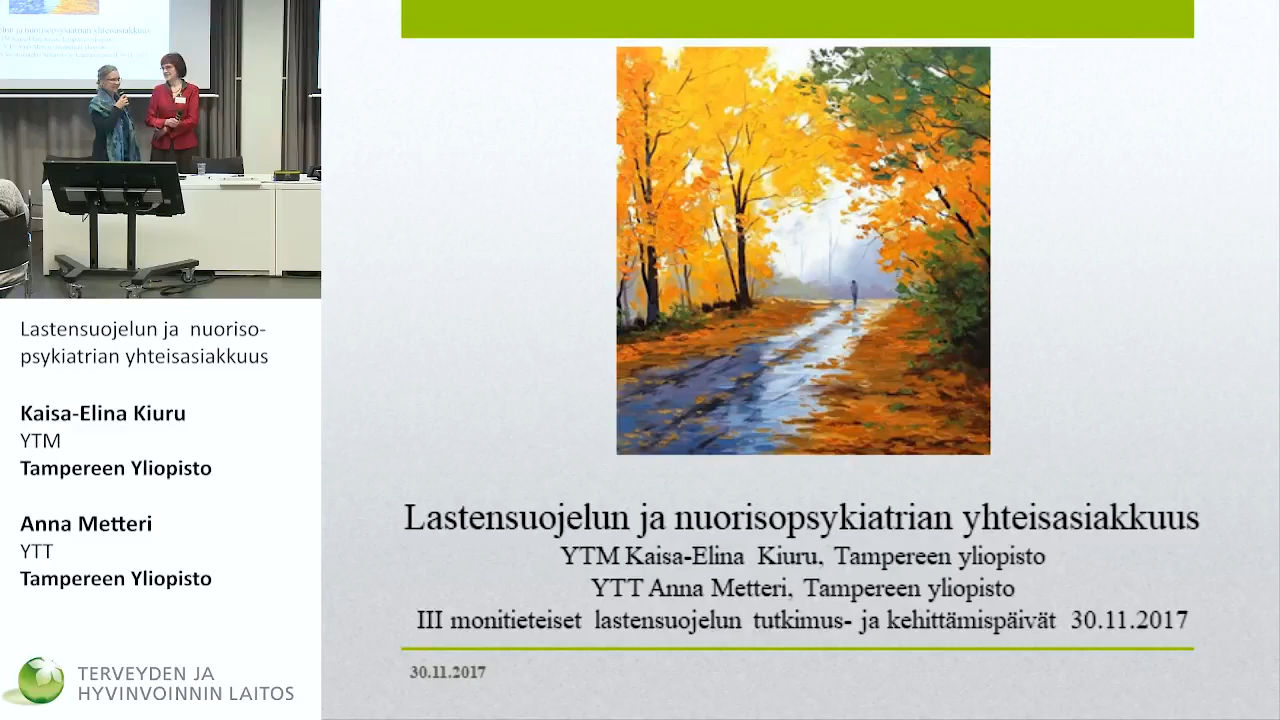 Lastensuojelun ja nuoriso-
psykiatrian yhteisasiakkuus
Kaisa-Elina Kiuru
YTM
Tampereen Yliopisto
Anna Metteri
YTT
Tampereen Yliopisto
TERVEYDEN JA
HYVINVOINNIN LAITOS
Lastensuojelun ja nuorisopsykiatrian yhteisasiakkuus
YTM Kaisa-Elina Kiuru, Tampereen yliopisto
YTT Anna Metteri, Tampereen yliopisto
III monitieteiset lastensuojelun tutkimus- ja kehittämispäivät 30.11.2017
30.11.2017